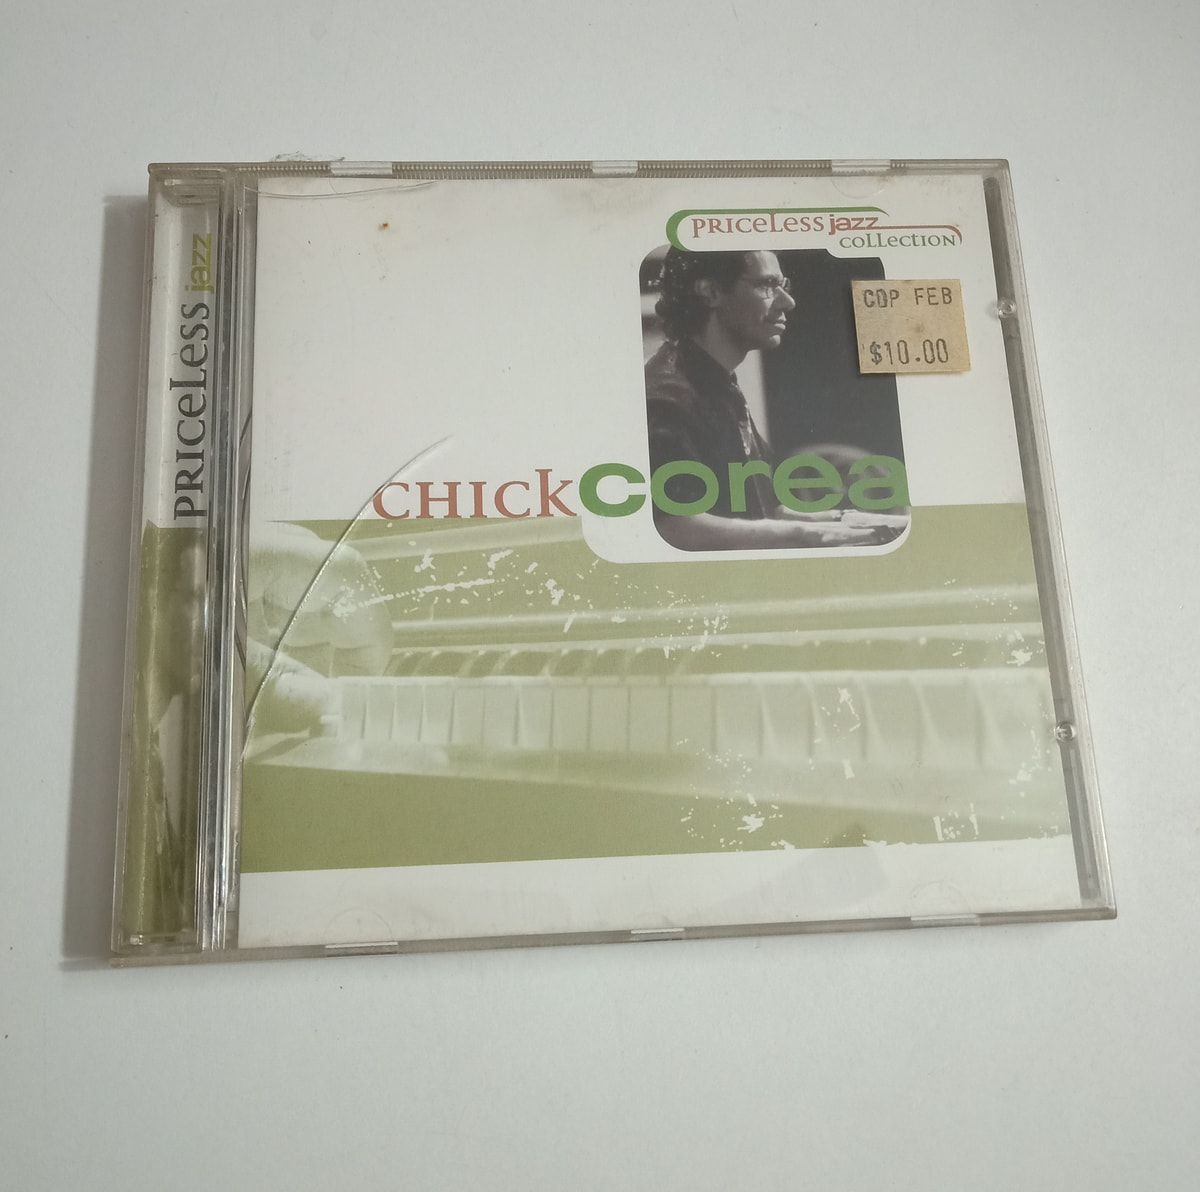 PRICELESS jazz
COLLECTION
COP FEB
$10.00
CHICK corea
PRICELESS jazz